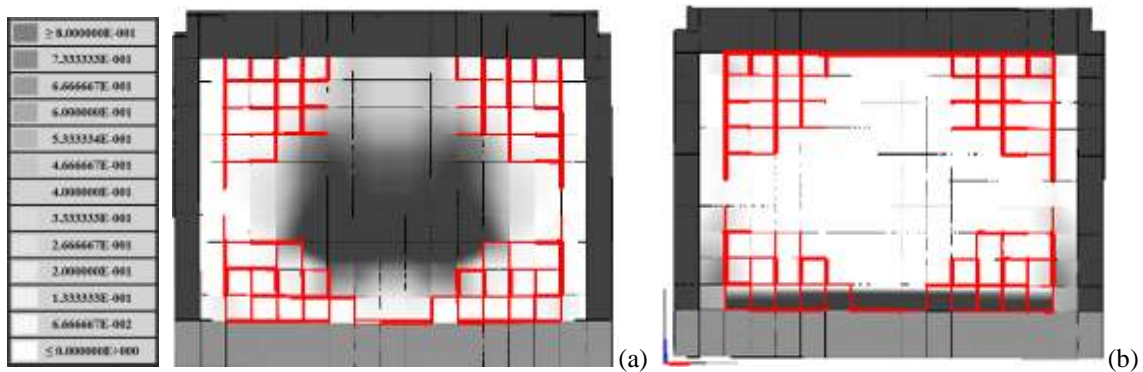 ≥ 8.000000E-001
7.333333E-001
6.666667E-001
6.000000E-001
5.333334E-001
4.666667E-001
4.000000E-001
3.333333E-001
2.666667E-001
2.000000E-001
1.333333E-001
6.666667E-002
≤ 0.000000E+000
(a)
(b)